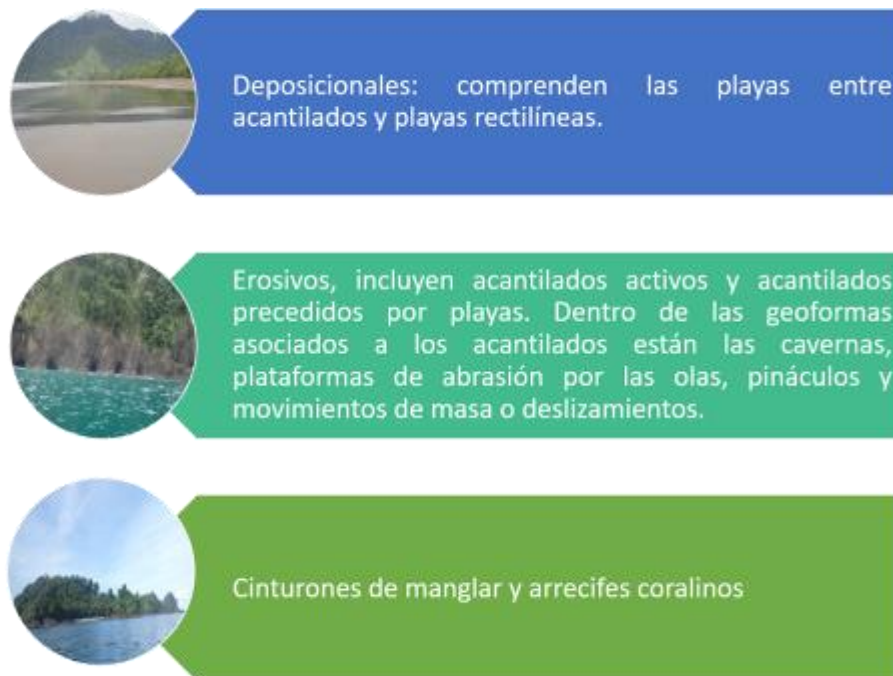 Deposicionales: comprenden las playas entre
acantilados y playas rectilíneas.
Erosivos, incluyen acantilados activos y acantilados
precedidos por playas. Dentro de las geoformas
asociados a los acantilados están las cavernas,
plataformas de abrasión por las olas, pináculos y
movimientos de masa o deslizamientos.
Cinturones de manglar y arrecifes coralinos